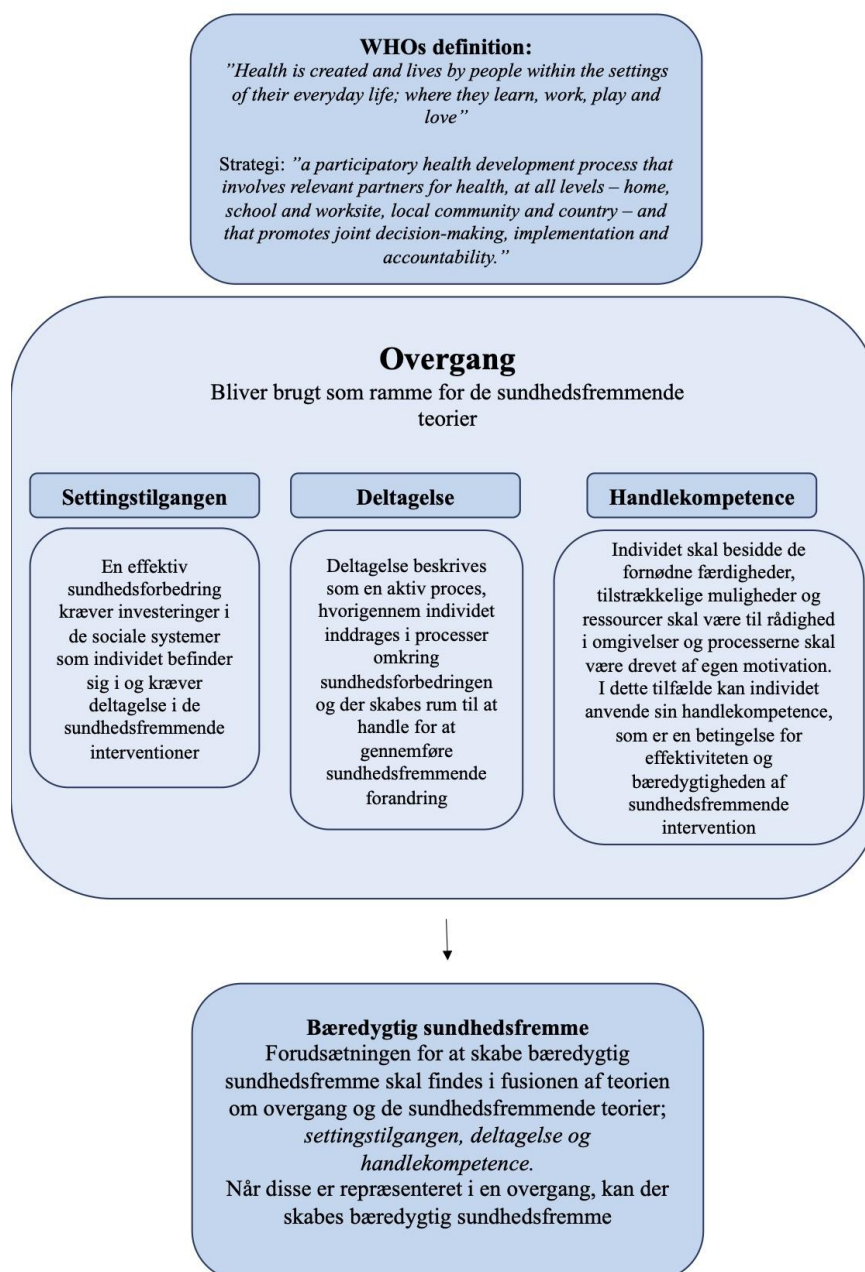 WHOs definition:
”Health is created and lives by people within the settings
of their everyday life; where they learn, work, play and
love”
Strategi: ”a participatory health development process that
involves relevant partners for health, at all levels – home,
school and worksite, local community and country – and
that promotes joint decision-making, implementation and
accountability.”
Overgang
Bliver brugt som ramme for de sundhedsfremmende
teorier
Settingstilgangen
En effektiv
sundhedsforbedring
kræver investeringer i
de sociale systemer
som individet befinder
sig i og kræver
deltagelse i de
sundhedsfremmende
interventioner
Deltagelse
Deltagelse beskrives
som en aktiv proces,
hvorigennem individet
inddrages i processer
omkring
sundhedsforbedringen
og der skabes rum til at
handle for at
gennemføre
sundhedsfremmende
forandring
Handlekompetence
Individet skal besidde de
fornødne færdigheder,
tilstrækkelige muligheder og
ressourcer skal være til rådighed
i omgivelser og processerne skal
være drevet af egen motivation.
I dette tilfælde kan individet
anvende sin handlekompetence,
som er en betingelse for
effektiviteten og
bæredygtigheden af
sundhedsfremmende
intervention
Bæredygtig sundhedsfremme
Forudsætningen for at skabe bæredygtig
sundhedsfremme skal findes i fusionen af teorien
om overgang og de sundhedsfremmende teorier;
settingstilgangen, deltagelse og
handlekompetence.
Når disse er repræsenteret i en overgang, kan der
skabes bæredygtig sundhedsfremme